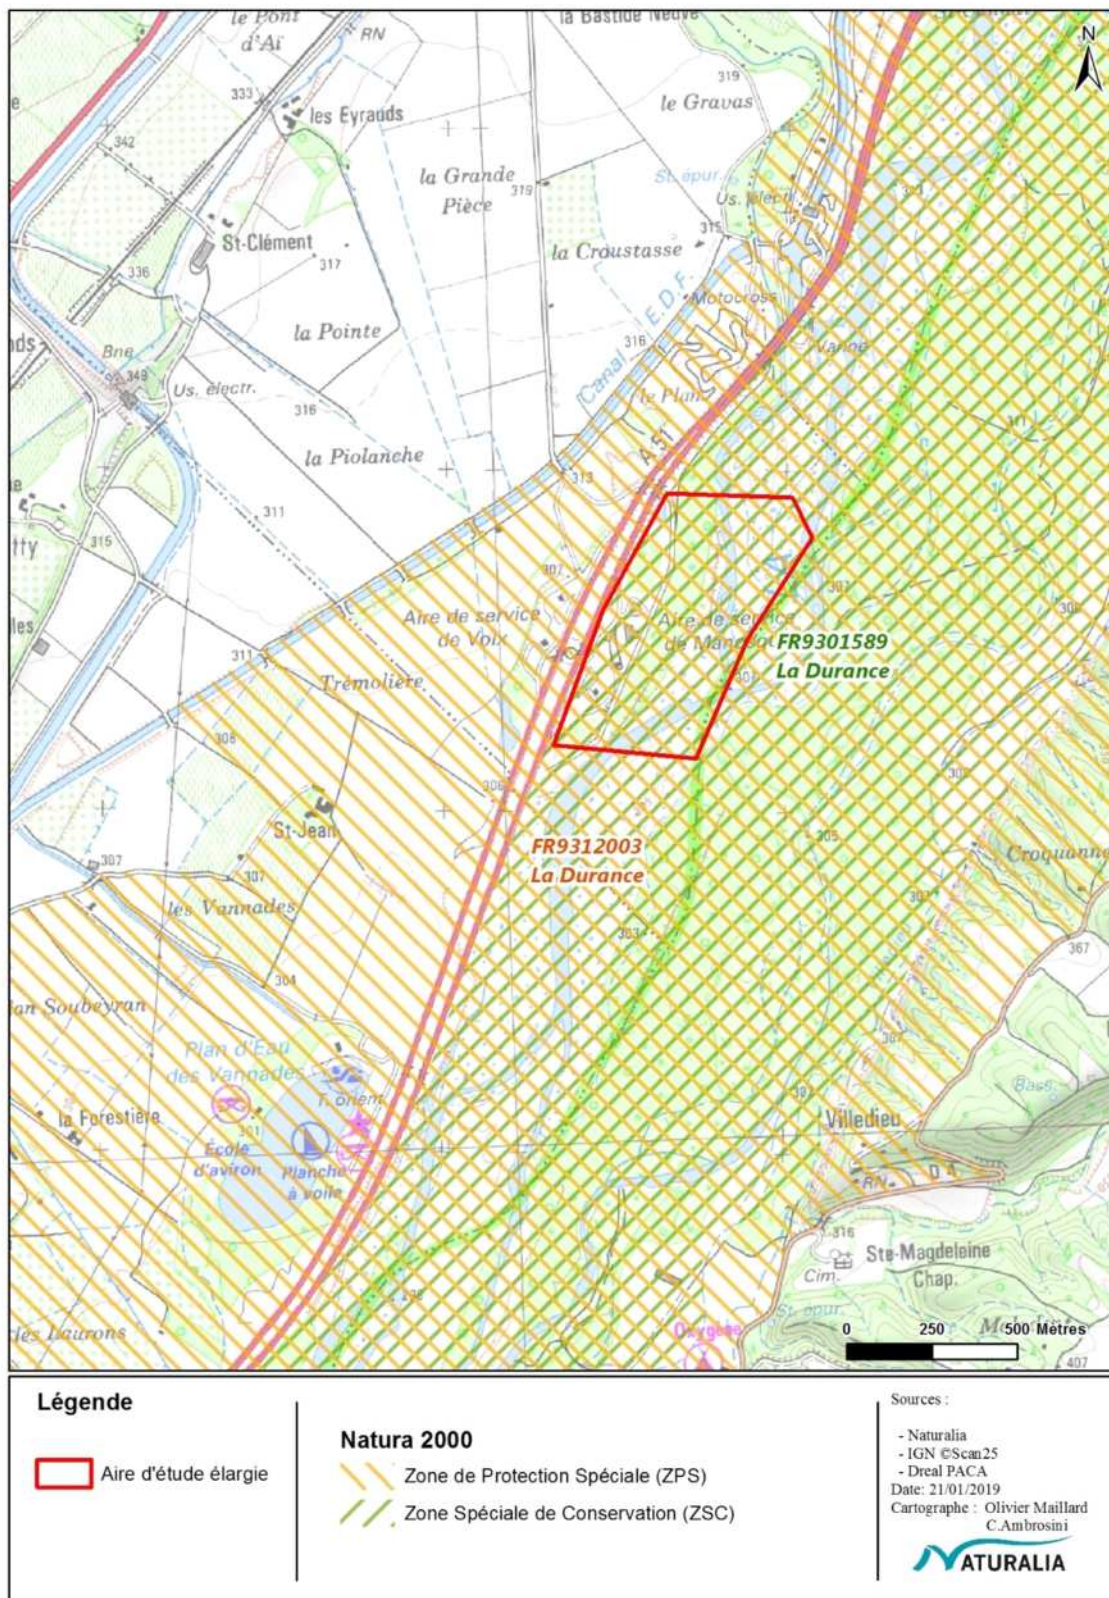 le Pont
d'Aï
RN
la Bastide Neuve
N
319
le Gravas
333
les Eyrauds
342
la Grande
Pièce
319
St. épur.
Us. électr.
St-Clément
317
315
la Croustasse
336
Motocross
la Pointe
Canal E.D.F.
316
Vanne
Bne
349
Us. électr.
le Plan
316
A 51
311
la Piolanche
313
311
315
307
307
308
Aire de service
de Voix
Aire de service
FR9301589
La Durance
311
Trémolière
308
306
St-Jean
305
FR9312003
La Durance
307
307
les Vannades
303
304
367
Soubeyran
Plan d'Eau
des Vannades
T. orient
la Forestière
301
École
d'aviron
Planche
à voile
Villedieu
Bass.
RN
D 4
316
Ste-Magdeleine
Chap.
Cim.
St. épur.
les Laurons
Oxygène
407
0 250 500 Mètres
Légende
Aire d'étude élargie
Natura 2000
Zone de Protection Spéciale (ZPS)
Zone Spéciale de Conservation (ZSC)
Sources :
- Naturalia
- IGN ©Scan25
- Dreal PACA
Date: 21/01/2019
Cartographe : Olivier Maillard
C.Ambrosini
NATURALIA